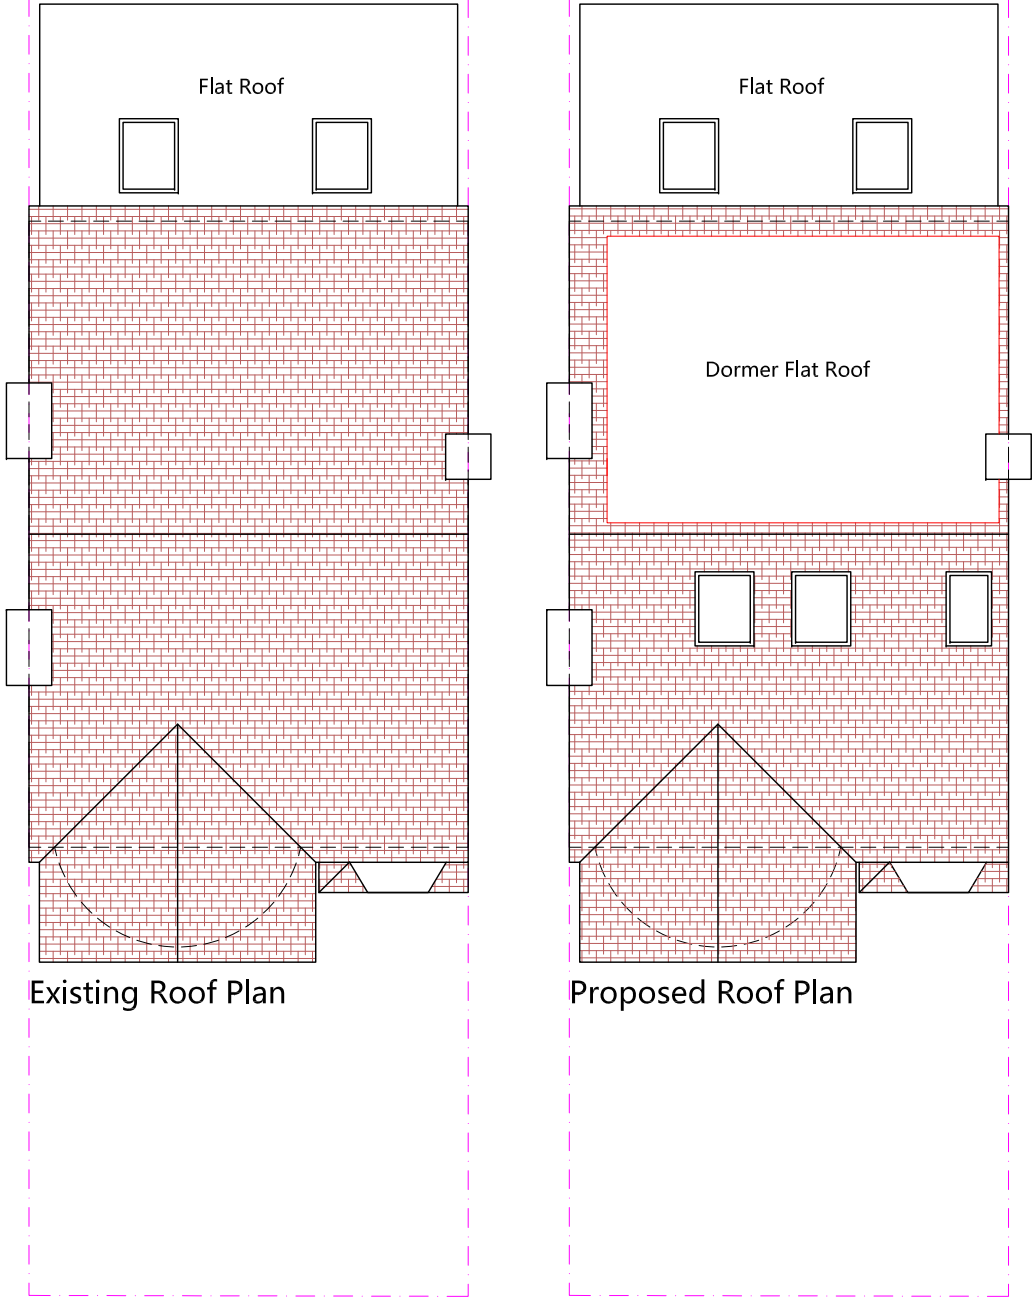 Flat Roof
Flat Roof
Dormer Flat Roof
Existing Roof Plan
Proposed Roof Plan